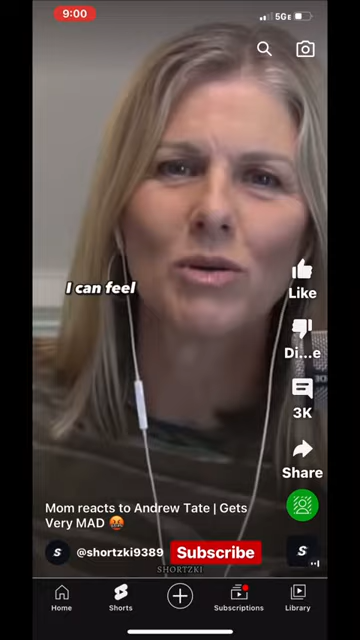 9:00
5GE
I can feel
Like
Di...e
3K
Share
Mom reacts to Andrew Tate | Gets
Very MAD 🤬
@shortzki9389 Subscribe
SHORTZKI
Home Shorts Subscriptions Library